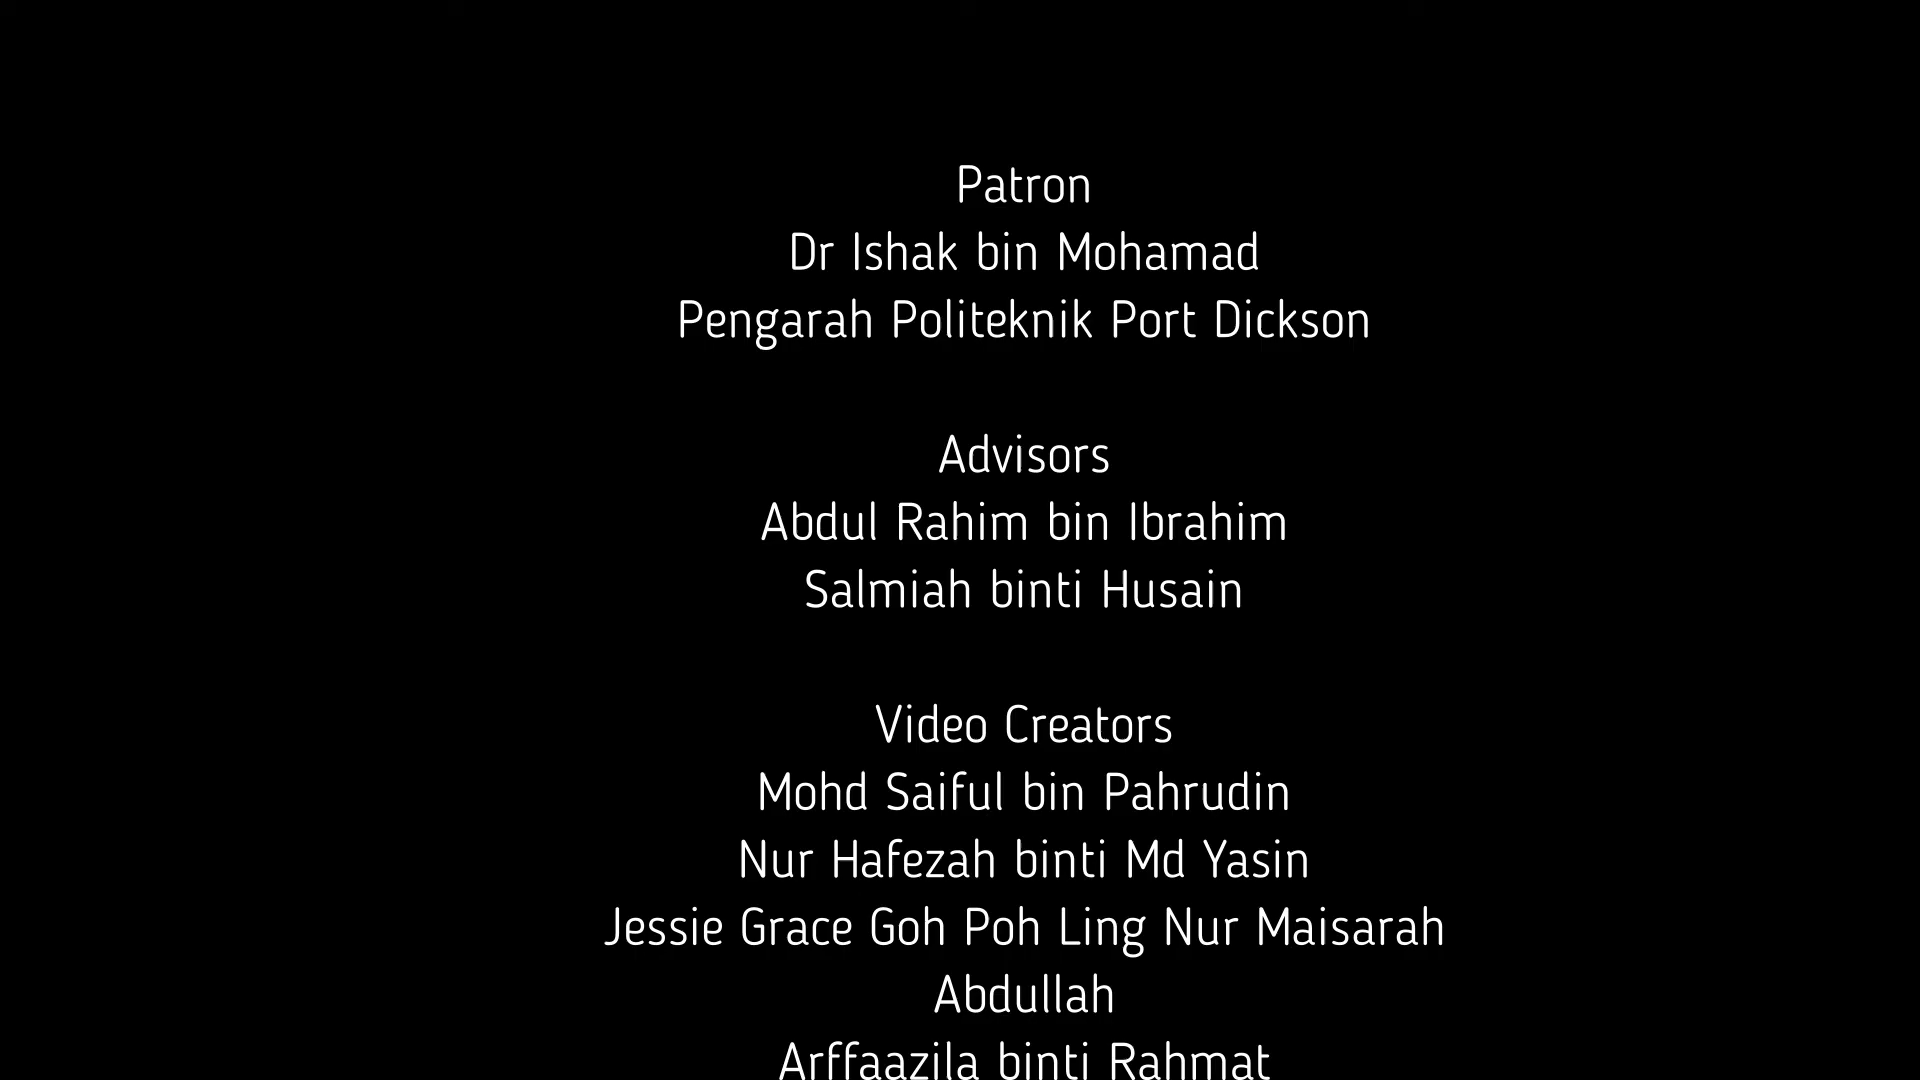 Patron
Dr Ishak bin Mohamad
Pengarah Politeknik Port Dickson
Advisors
Abdul Rahim bin Ibrahim
Salmiah binti Husain
Video Creators
Mohd Saiful bin Pahrudin
Nur Hafezah binti Md Yasin
Jessie Grace Goh Poh Ling Nur Maisarah
Abdullah
Arffaazila binti Rahmat